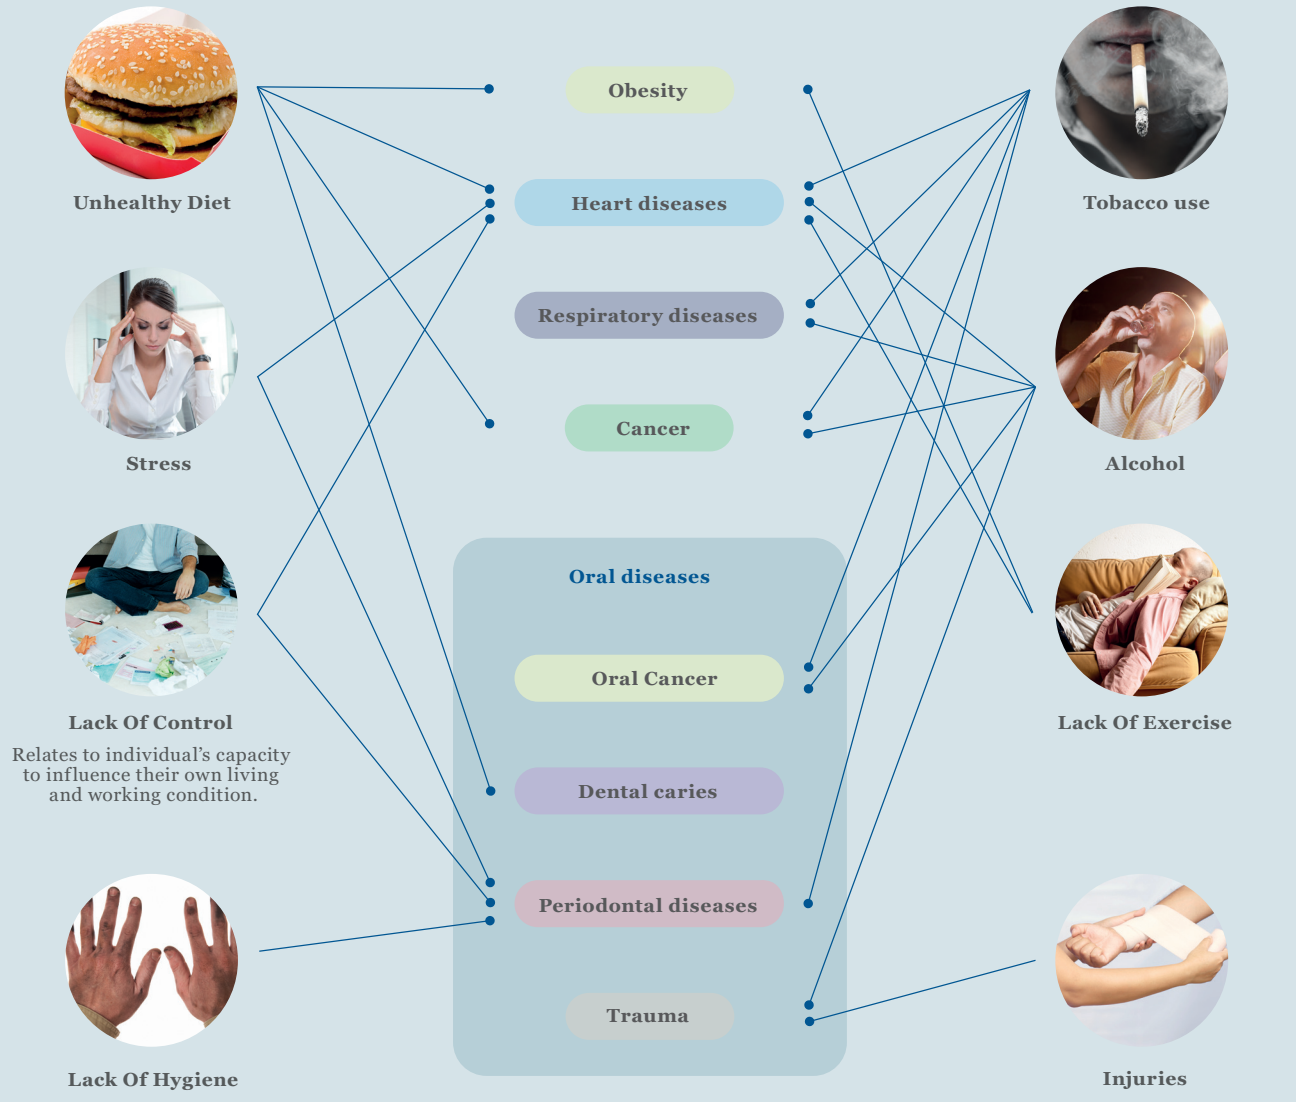 Obesity
Unhealthy Diet
Heart diseases
Tobacco use
Respiratory diseases
Cancer
Stress
Alcohol
Oral diseases
Oral Cancer
Lack Of Control
Relates to individual’s capacity
to influence their own living
and working condition.
Lack Of Exercise
Dental caries
Periodontal diseases
Trauma
Lack Of Hygiene
Injuries